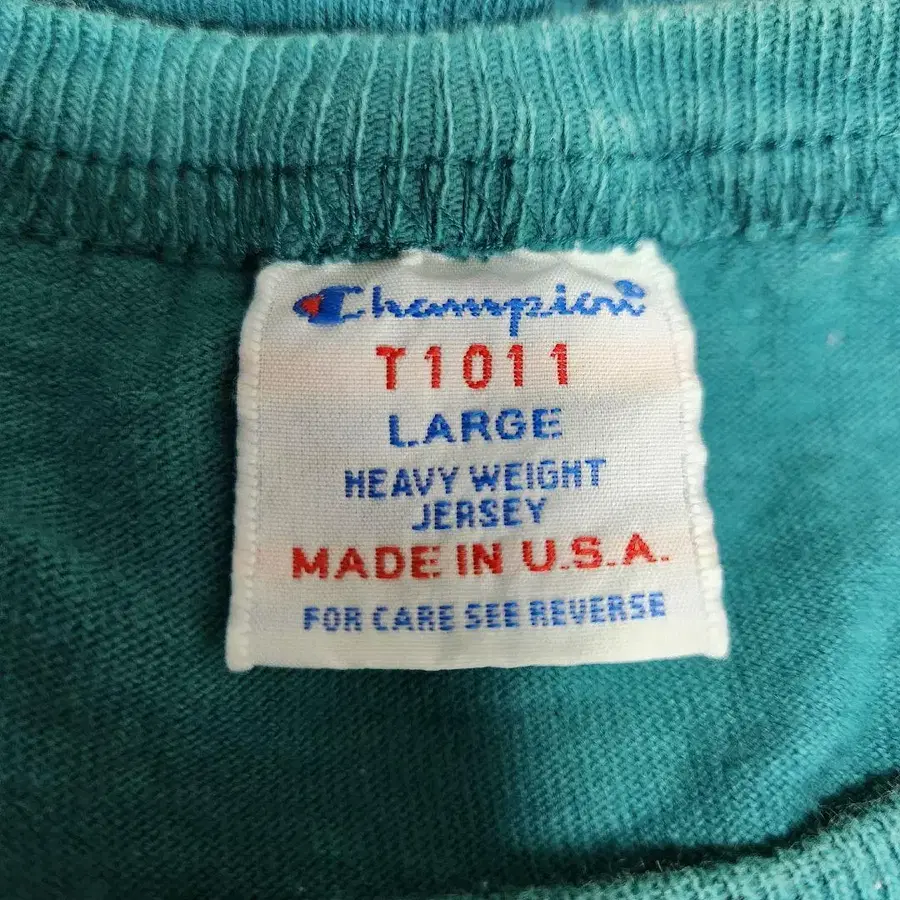 Champion
T1011
LARGE
HEAVY WEIGHT
JERSEY
MADE IN U.S.A.
FOR CARE SEE REVERSE